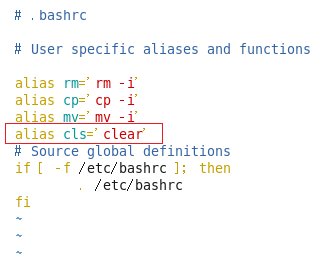 # .bashrc
# User specific aliases and functions
alias rm='rm -i'
alias cp='cp -i'
alias mv='mv -i'
alias cls='clear'
# Source global definitions
if [ -f /etc/bashrc ]; then
. /etc/bashrc
fi
~
~
~